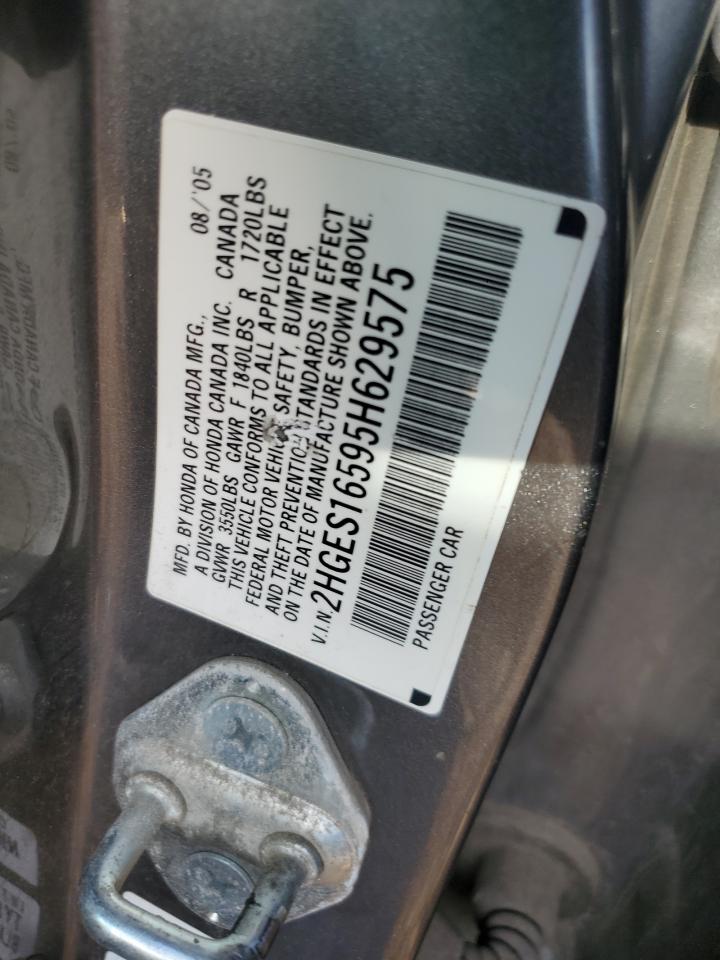 MFD. BY HONDA OF CANADA MFG., 08/'05
A DIVISION OF HONDA CANADA INC. CANADA
GVWR 3550LBS GAWR F 1840LBS R 1720LBS
THIS VEHICLE CONFORMS TO ALL APPLICABLE
FEDERAL MOTOR VEHICLE SAFETY, BUMPER,
AND THEFT PREVENTION STANDARDS IN EFFECT
ON THE DATE OF MANUFACTURE SHOWN ABOVE.
V.I.N. 2HGES16595H629575
PASSENGER CAR